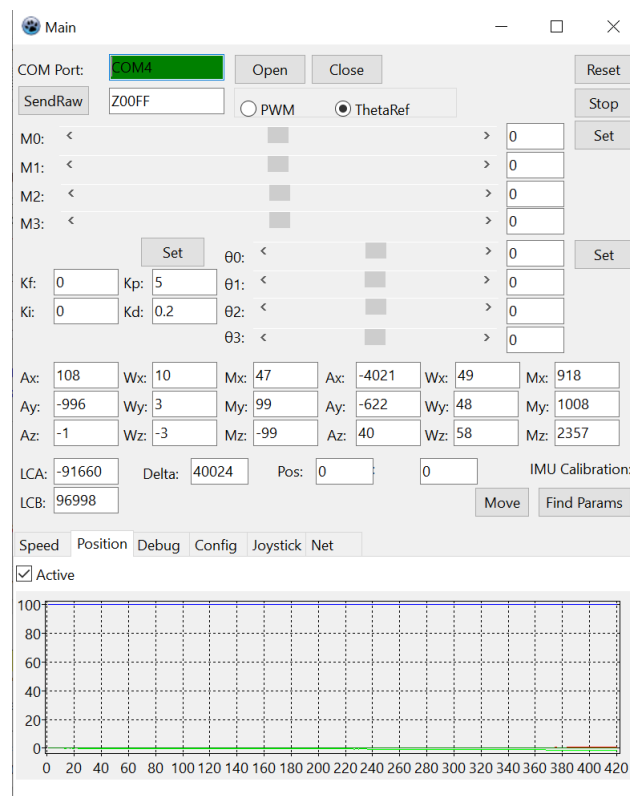 Main
COM Port: COM4 Open Close Reset
SendRaw Z00FF PWM ThetaRef Stop
M0: < > 0 Set
M1: < > 0
M2: < > 0
M3: < > 0
Set θ0: < > 0 Set
Kf: 0 Kp: 5 θ1: < > 0
Ki: 0 Kd: 0.2 θ2: < > 0
θ3: < > 0
Ax: 108 Wx: 10 Mx: 47 Ax: -4021 Wx: 49 Mx: 918
Ay: -996 Wy: 3 My: 99 Ay: -622 Wy: 48 My: 1008
Az: -1 Wz: -3 Mz: -99 Az: 40 Wz: 58 Mz: 2357
LCA: -91660 Delta: 40024 Pos: 0 0 IMU Calibration:
LCB: 96998 Move Find Params
Speed Position Debug Config Joystick Net
Active
100
80
60
40
20
0
0 20 40 60 80 100 120 140 160 180 200 220 240 260 280 300 320 340 360 380 400 420